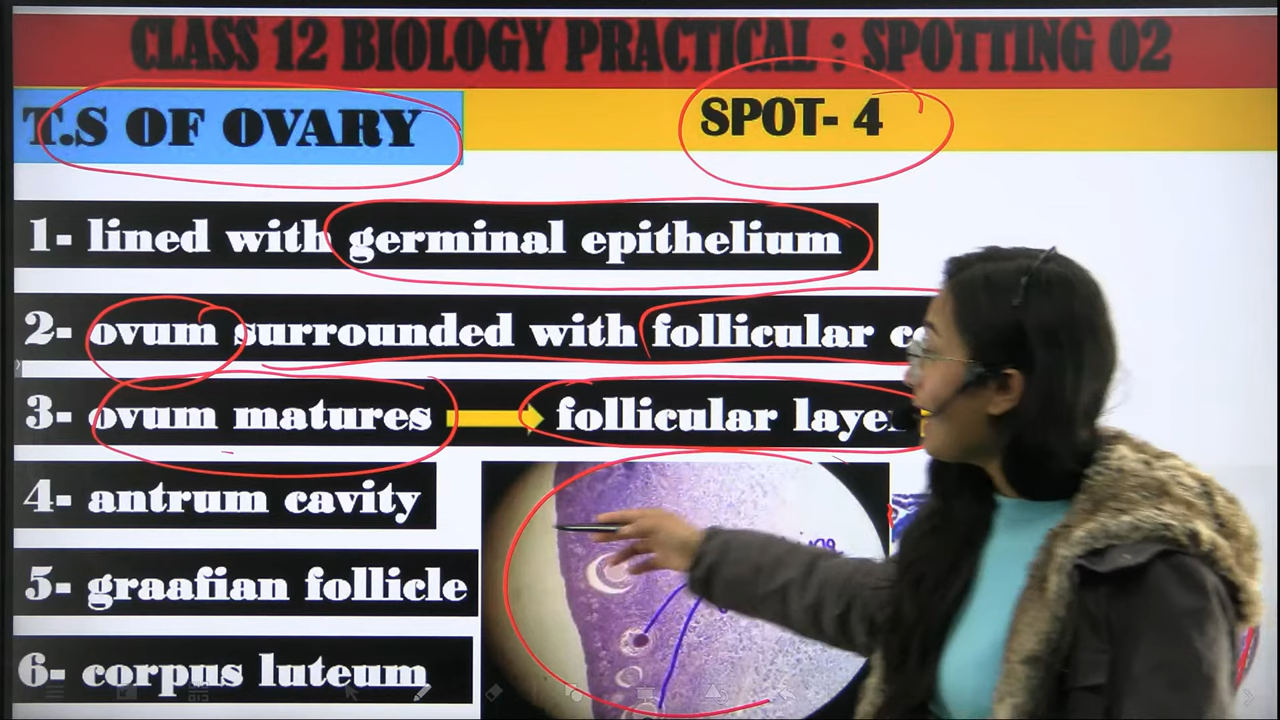 CLASS 12 BIOLOGY PRACTICAL : SPOTTING 02
T.S OF OVARY
SPOT- 4
1- lined with germinal epithelium
2- ovum surrounded with follicular
3- ovum matures follicular
4- antrum cavity
5- graafian follicle
6- corpus luteum